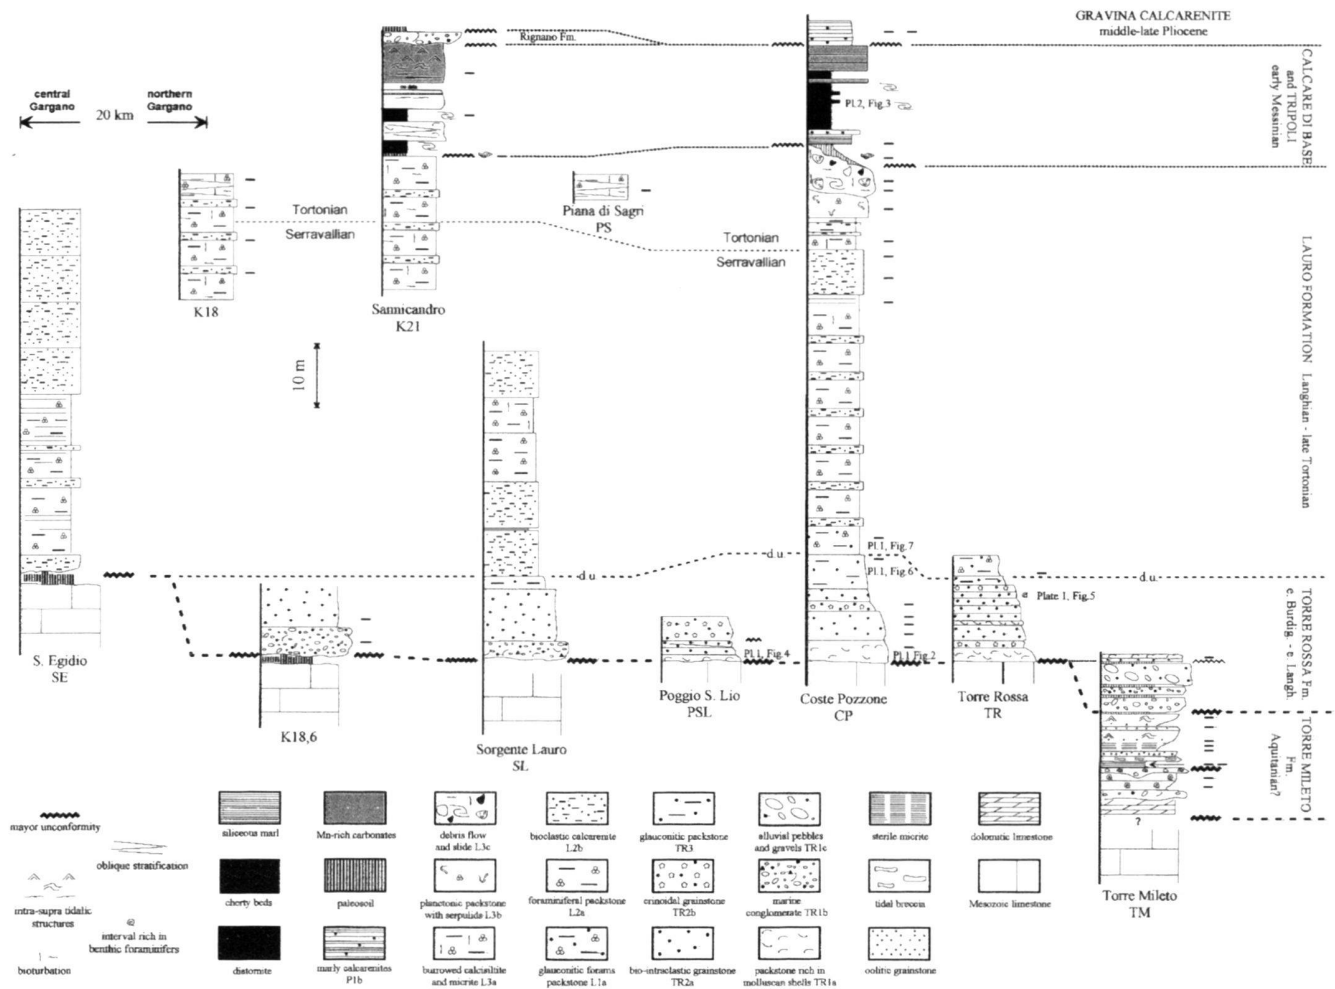 GRAVINA CALCARENITE
middle-late Pliocene
Rignano Fm.
central
Gargano
northern
Gargano
20 km
Pl.2, Fig.3
CALCARE DI BASE
and TRIPOLI
early Messinian
Tortonian
Serravallian
Piana di Sagri
PS
Tortonian
Serravallian
K18
Sannicandro
K21
10 m
LAURO FORMATION Langhian - late Tortonian
d.u.
d.u.
d.u.
Pl.1, Fig.7
Pl.1, Fig.6
Plate 1, Fig.5
Pl.1, Fig.4
Pl.1 Fig.2
TORRE ROSSA Fm.
e. Burdig. - e. Langh
S. Egidio
SE
K18,6
Sorgente Lauro
SL
Poggio S. Lio
PSL
Coste Pozzone
CP
Torre Rossa
TR
TORRE MILETO
Fm.
Aquitanian?
?
Torre Mileto
TM
mayor unconformity
oblique stratification
intra-supra tidalic
structures
interval rich in
benthic foraminifers
bioturbation
siliceous marl
Mn-rich carbonates
debris flow
and slide L3c
bioclastic calcarenite
L2b
glauconitic packstone
TR3
alluvial pebbles
and gravels TR1c
sterile micrite
dolomitic limestone
cherty beds
paleosoil
planctonic packstone
with serpulids L3b
foraminiferal packstone
L2a
crinoidal grainstone
TR2b
marine
conglomerate TR1b
tidal breccia
Mesozoic limestone
diatomite
marly calcarenites
P1b
burrowed calcisiltite
and micrite L3a
glauconitic forams
packstone L1a
bio-intraclastic grainstone
TR2a
packstone rich in
molluscan shells TR1a
oolitic grainstone